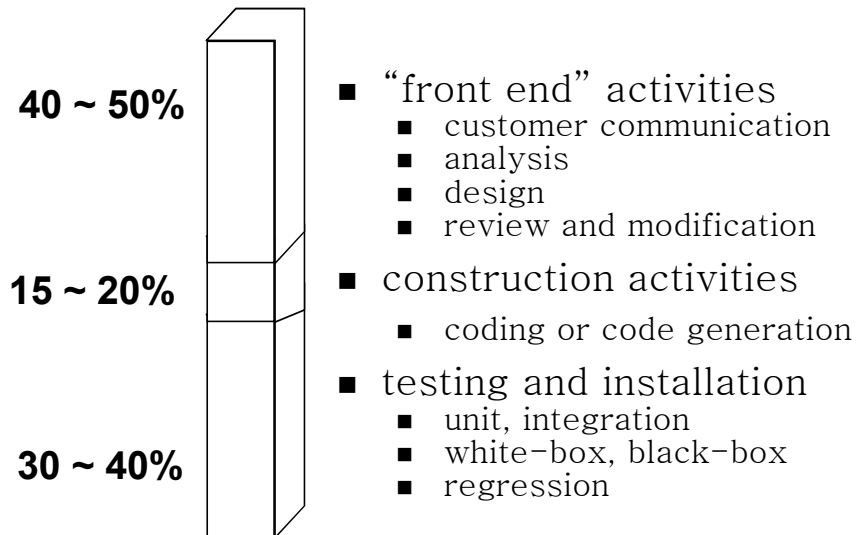 40 ~ 50%
■ “front end” activities
■ customer communication
■ analysis
■ design
■ review and modification
15 ~ 20%
■ construction activities
■ coding or code generation
30 ~ 40%
■ testing and installation
■ unit, integration
■ white-box, black-box
■ regression